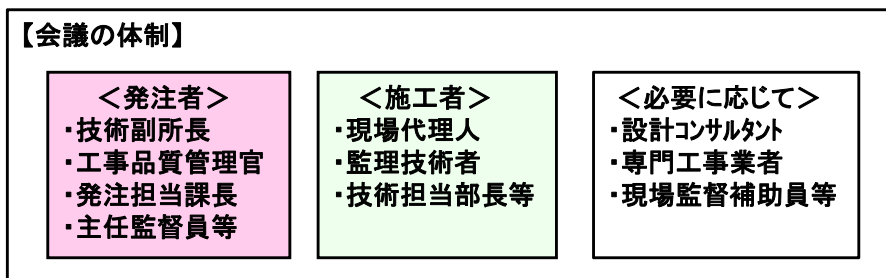 【会議の体制】
＜発注者＞
・技術副所長
・工事品質管理官
・発注担当課長
・主任監督員等
＜施工者＞
・現場代理人
・監理技術者
・技術担当部長等
＜必要に応じて＞
・設計ｺﾝｻﾙﾀﾝﾄ
・専門工事業者
・現場監督補助員等